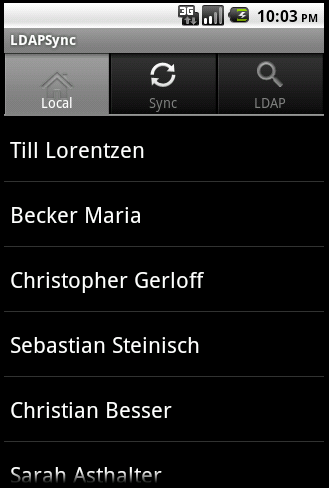 3G 10:03 PM
LDAPSync
Local Sync LDAP
Till Lorentzen
Becker Maria
Christopher Gerloff
Sebastian Steinisch
Christian Besser
Sarah Asthalter